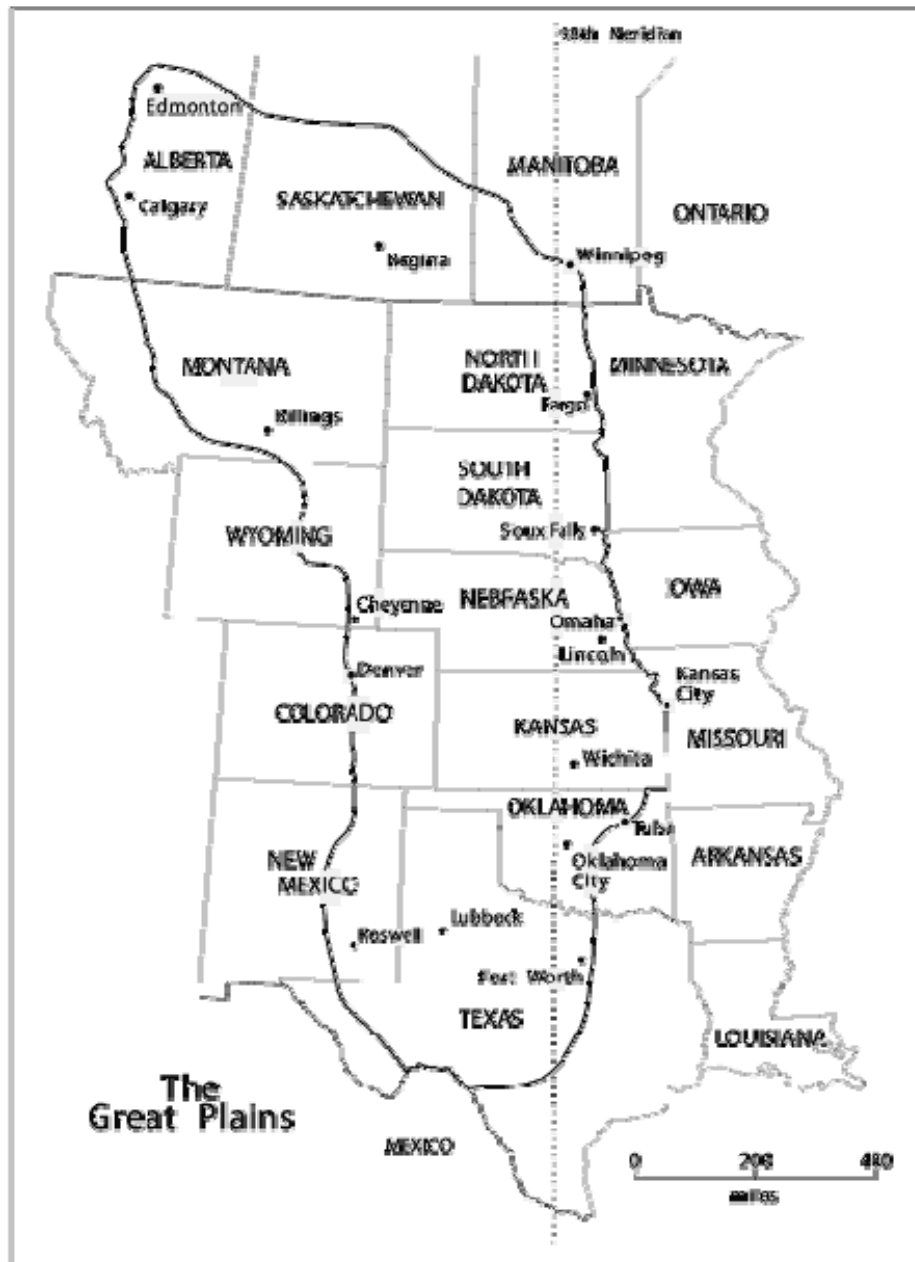 98th Meridian
Edmonton
ALBERTA
MANITOBA
Calgary
SASKATCHEWAN
ONTARIO
Regina
Winnipeg
MONTANA
NORTH
DAKOTA
MINNESOTA
Fargo
Billings
SOUTH
DAKOTA
WYOMING
Sioux Falls
IOWA
NEBRASKA
Cheyenne
Omaha
Lincoln
Denver
Kansas
City
COLORADO
KANSAS
MISSOURI
Wichita
OKLAHOMA
Tulsa
NEW
MEXICO
ARKANSAS
Oklahoma
City
Lubbock
Roswell
Fort Worth
TEXAS
LOUISIANA
The
Great Plains
MEXICO
0 200 400
miles